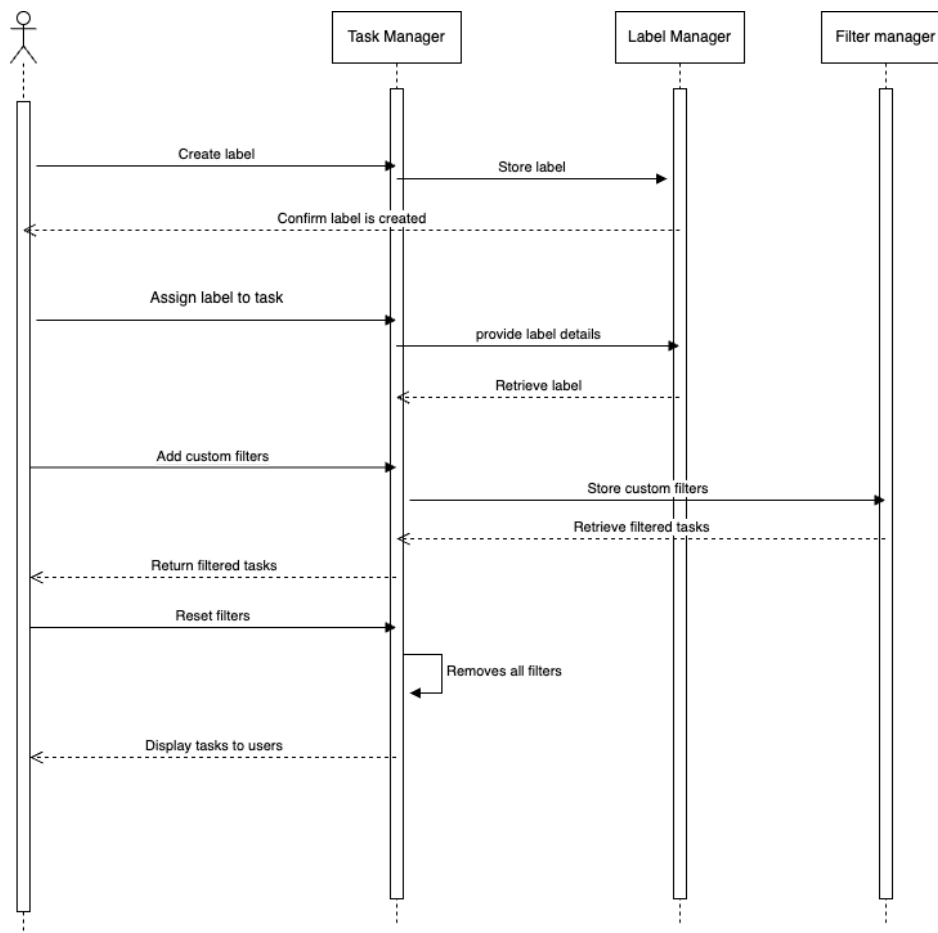 Task Manager
Label Manager
Filter manager
Create label
Store label
Confirm label is created
Assign label to task
provide label details
Retrieve label
Add custom filters
Store custom filters
Retrieve filtered tasks
Return filtered tasks
Reset filters
Removes all filters
Display tasks to users